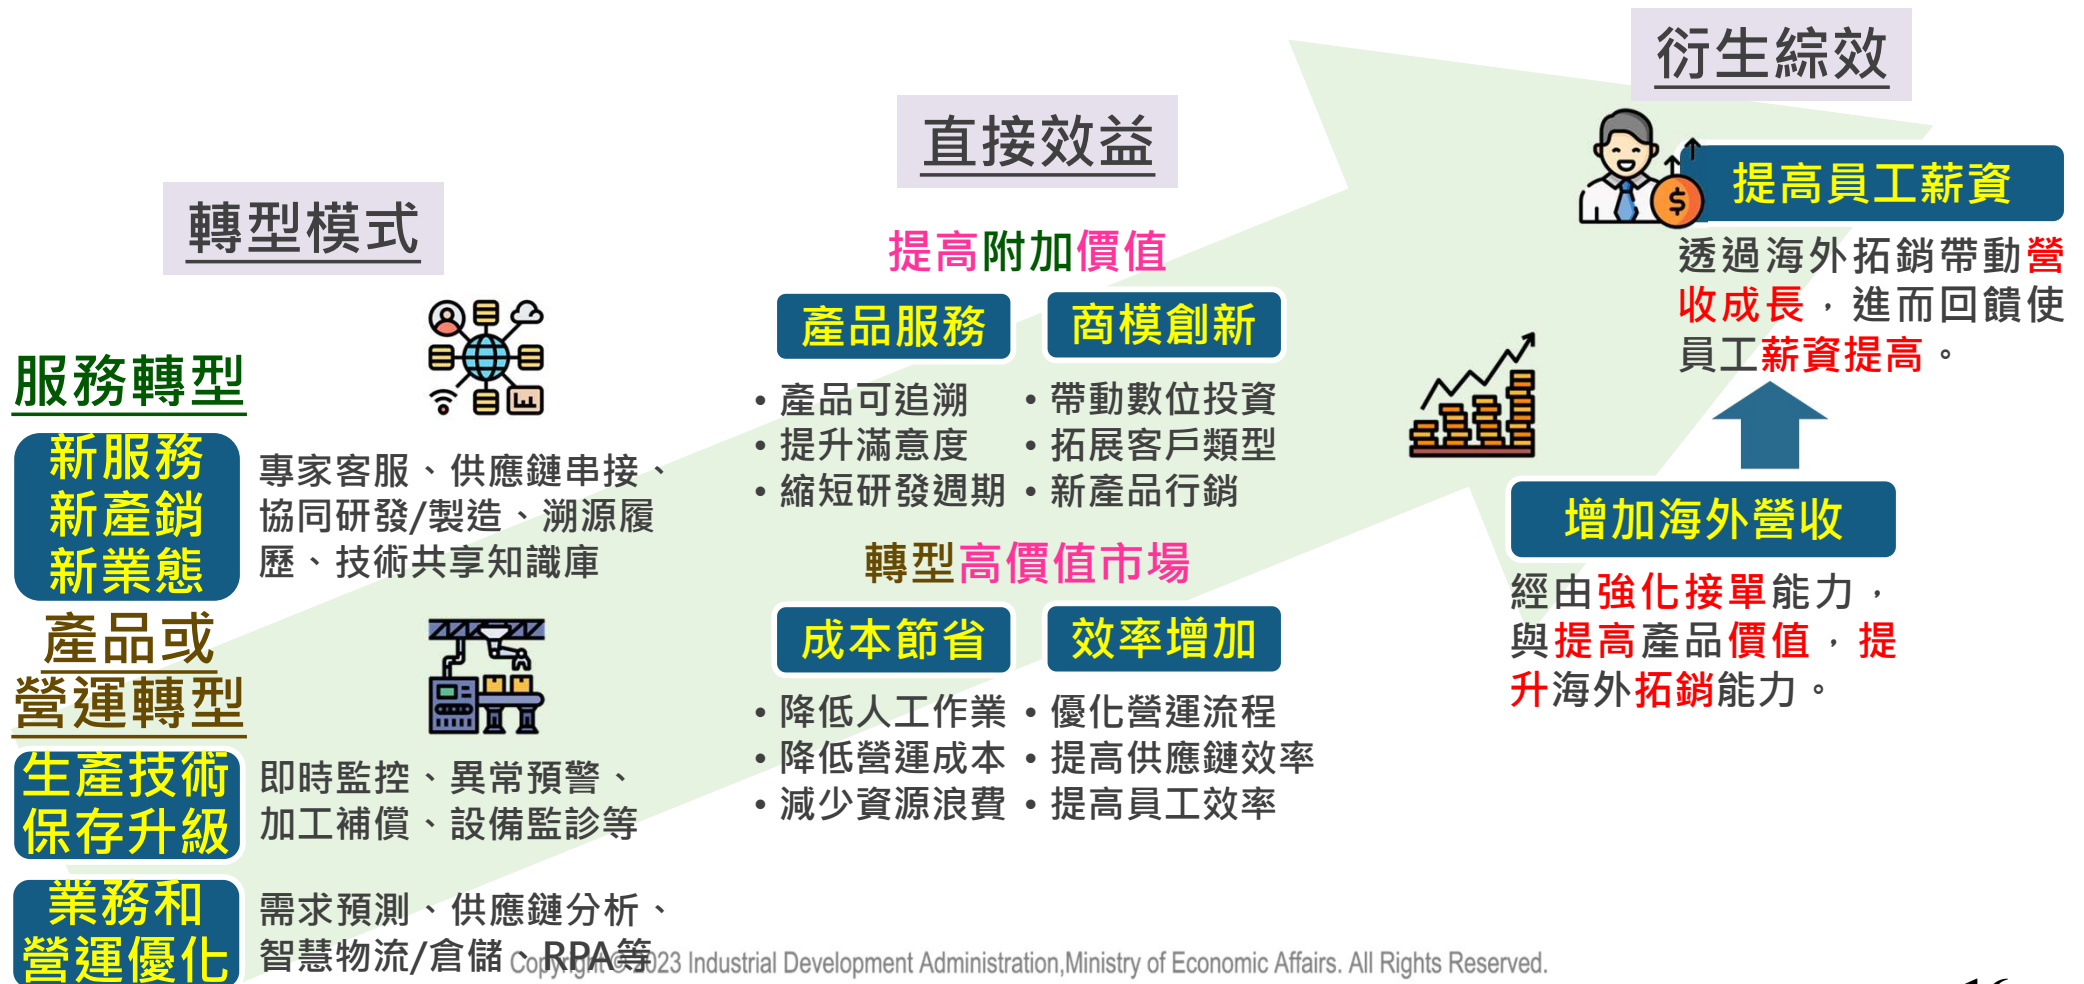 轉型模式
服務轉型
新服務
新產銷
新業態
專家客服、供應鏈串接、
協同研發/製造、溯源履
歷、技術共享知識庫
產品或
營運轉型
生產技術
保存升級
即時監控、異常預警、
加工補償、設備監診等
業務和
營運優化
需求預測、供應鏈分析、
智慧物流/倉儲、RPA等
直接效益
提高附加價值
產品服務
• 產品可追溯
• 提升滿意度
• 縮短研發週期
商模創新
• 帶動數位投資
• 拓展客戶類型
• 新產品行銷
轉型高價值市場
成本節省
• 降低人工作業
• 降低營運成本
• 減少資源浪費
效率增加
• 優化營運流程
• 提高供應鏈效率
• 提高員工效率
衍生綜效
提高員工薪資
透過海外拓銷帶動營
收成長，進而回饋使
員工薪資提高。
增加海外營收
經由強化接單能力，
與提高產品價值，提
升海外拓銷能力。
Copyright © 2023 Industrial Development Administration,Ministry of Economic Affairs. All Rights Reserved.